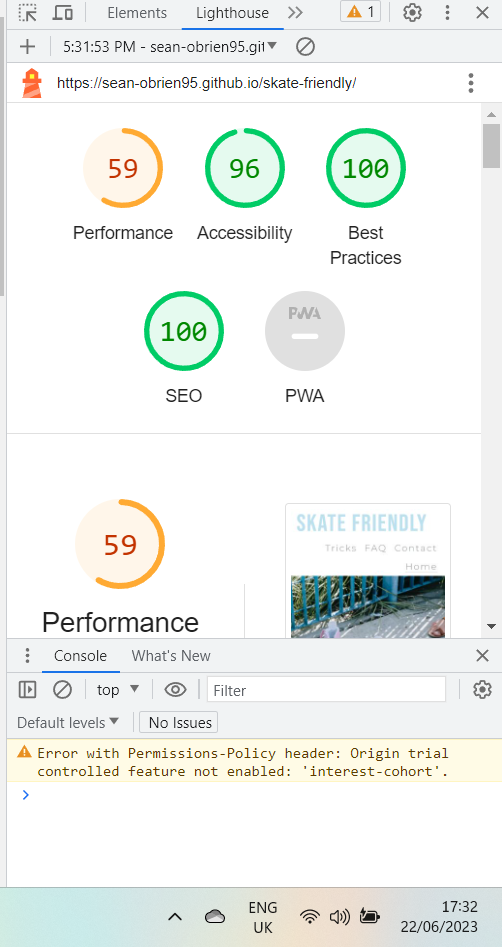 Elements Lighthouse 1
5:31:53 PM - sean-obrien95.git
https://sean-obrien95.github.io/skate-friendly/
59 96 100
Performance Accessibility Best
Practices
100 PWA
SEO PWA
59
Performance
SKATE FRIENDLY
Tricks FAQ Contact
Home
Console What's New
top Filter
Default levels No Issues
Error with Permissions-Policy header: Origin trial
controlled feature not enabled: 'interest-cohort'.
ENG 17:32
UK 22/06/2023